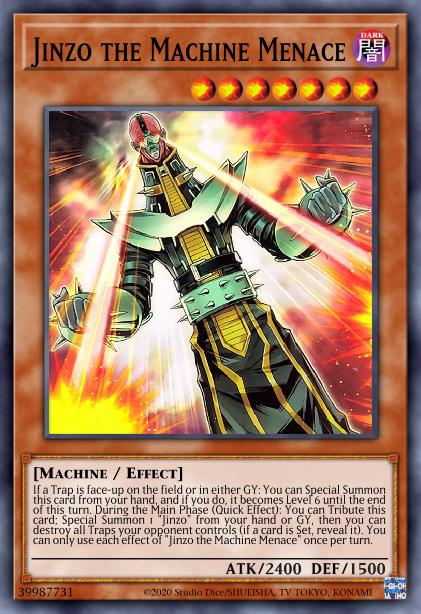 JINZO THE MACHINE MENACE
DARK
闇
[MACHINE / EFFECT]
If a Trap is face-up on the field or in either GY: You can Special Summon
this card from your hand, and if you do, it becomes Level 6 until the end
of this turn. During the Main Phase (Quick Effect): You can Tribute this
card; Special Summon 1 "Jinzo" from your hand or GY, then you can
destroy all Traps your opponent controls (if a card is Set, reveal it). You
can only use each effect of "Jinzo the Machine Menace" once per turn.
ATK/2400 DEF/1500
39987731 ©2020 Studio Dice/SHUEISHA, TV TOKYO, KONAMI